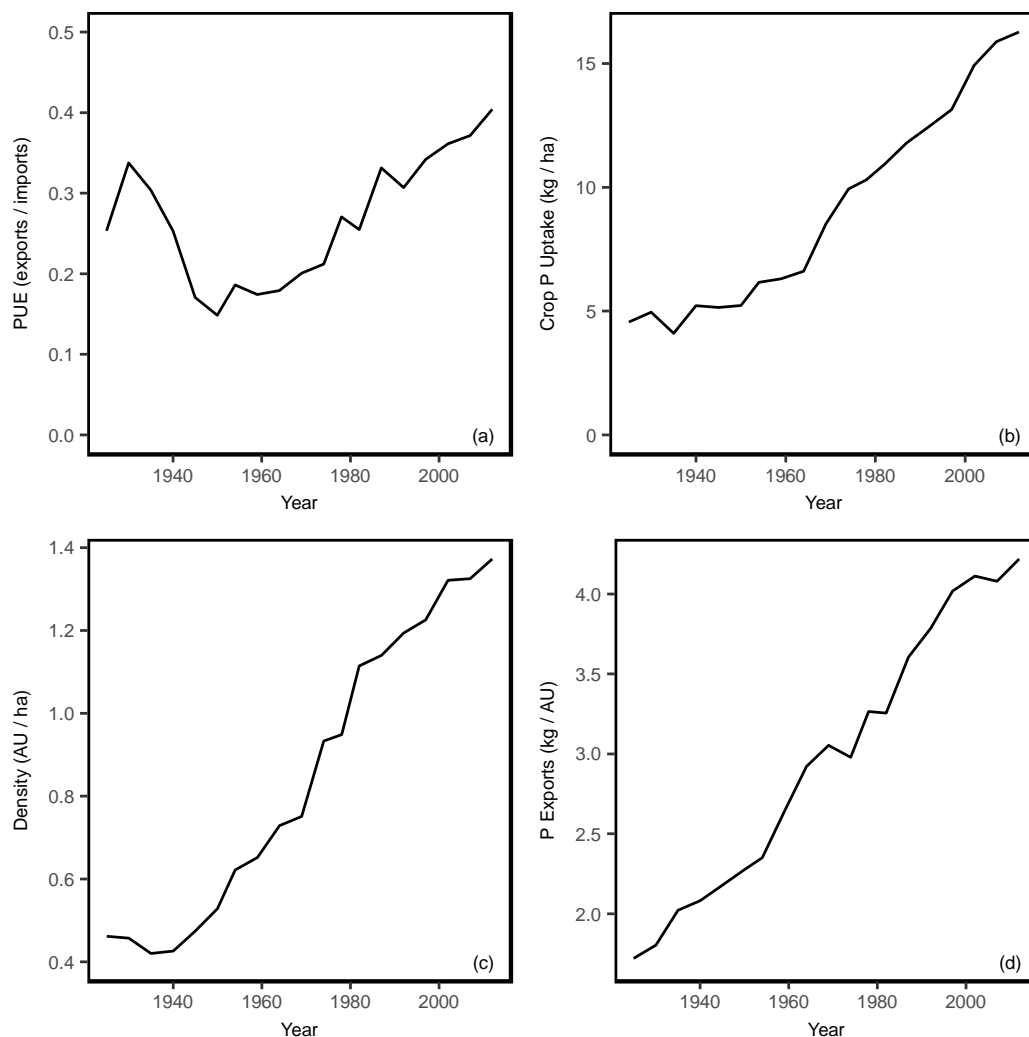 0.5
0.4
0.3
0.2
0.1
0.0
PUE (exports / imports)
(a)
1940 1960 1980 2000
Year
15
10
5
0
Crop P Uptake (kg / ha)
(b)
1940 1960 1980 2000
Year
1.4
1.2
1.0
0.8
0.6
0.4
Density (AU / ha)
(c)
1940 1960 1980 2000
Year
4.0
3.5
3.0
2.5
2.0
P Exports (kg / AU)
(d)
1940 1960 1980 2000
Year